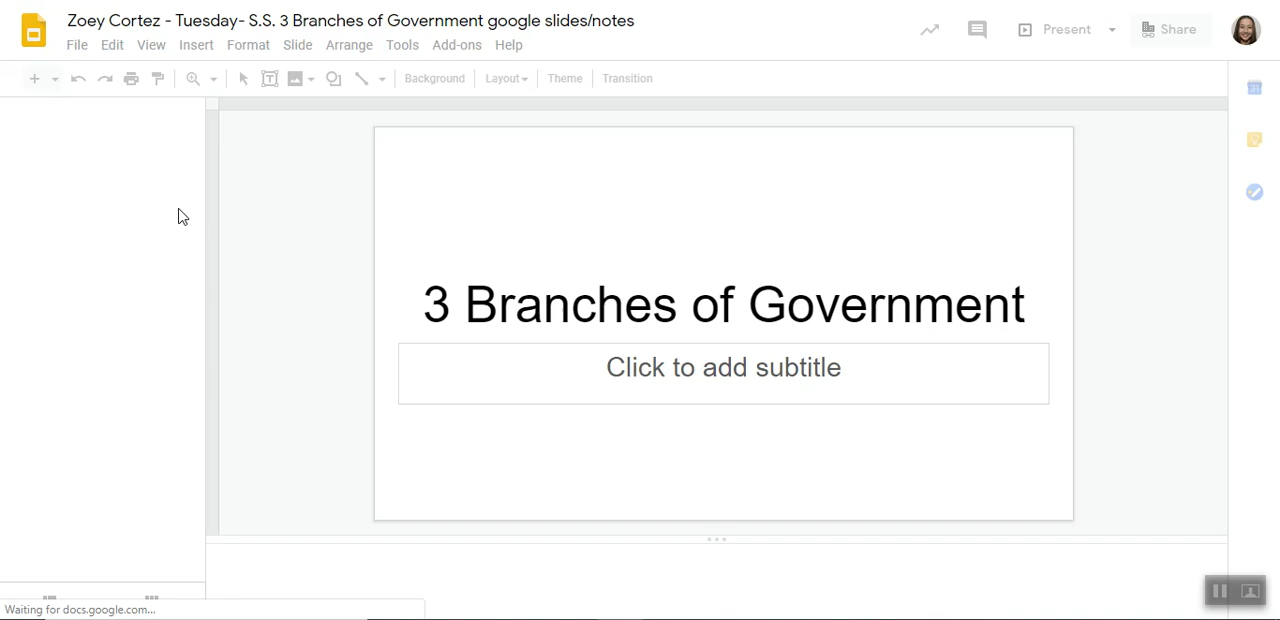 Zoey Cortez - Tuesday- S.S. 3 Branches of Government google slides/notes
File Edit View Insert Format Slide Arrange Tools Add-ons Help
Present
Share
Background Layout Theme Transition
31
3 Branches of Government
Click to add subtitle
Waiting for docs.google.com...